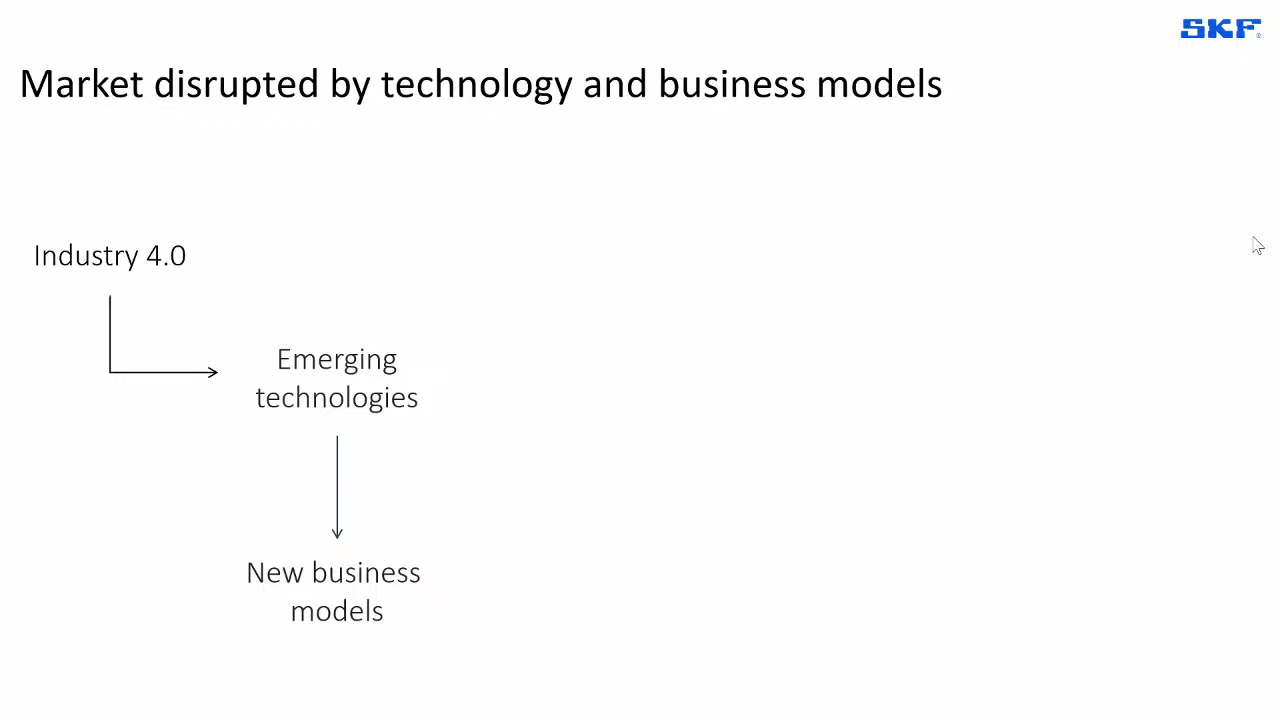 SKF®
Market disrupted by technology and business models
Industry 4.0
Emerging
technologies
New business
models